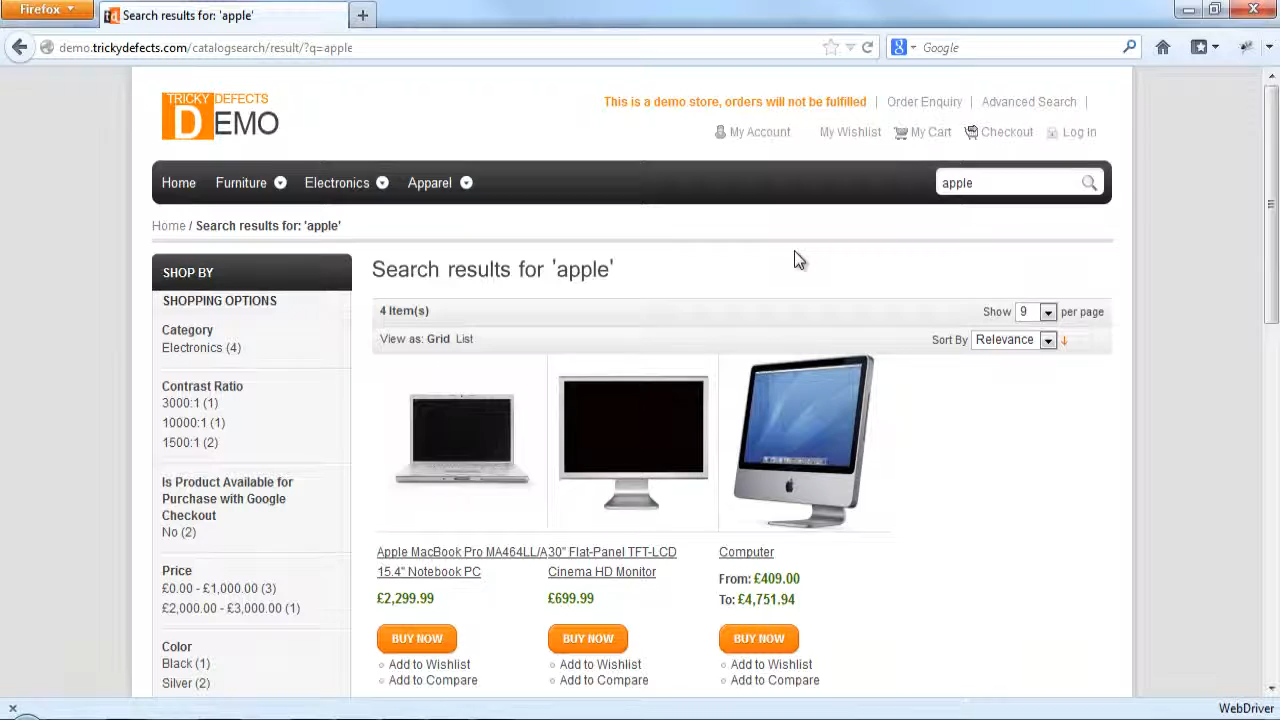 Firefox
Search results for: 'apple'
demo.trickydefects.com/catalogsearch/result/?q=apple
Google
TRICKY DEFECTS
DEMO
This is a demo store, orders will not be fulfilled | Order Enquiry | Advanced Search |
My Account My Wishlist My Cart Checkout Log in
Home Furniture Electronics Apparel
apple
Home / Search results for: 'apple'
SHOP BY
SHOPPING OPTIONS
Category
Electronics (4)
Contrast Ratio
3000:1 (1)
10000:1 (1)
1500:1 (2)
Is Product Available for
Purchase with Google
Checkout
No (2)
Price
£0.00 - £1,000.00 (3)
£2,000.00 - £3,000.00 (1)
Color
Black (1)
Silver (2)
Search results for 'apple'
4 Item(s)
Show 9 per page
View as: Grid List
Sort By Relevance
Apple MacBook Pro MA464LL/A
15.4" Notebook PC
£2,299.99
BUY NOW
Add to Wishlist
Add to Compare
30" Flat-Panel TFT-LCD
Cinema HD Monitor
£699.99
BUY NOW
Add to Wishlist
Add to Compare
Computer
From: £409.00
To: £4,751.94
BUY NOW
Add to Wishlist
Add to Compare
WebDriver